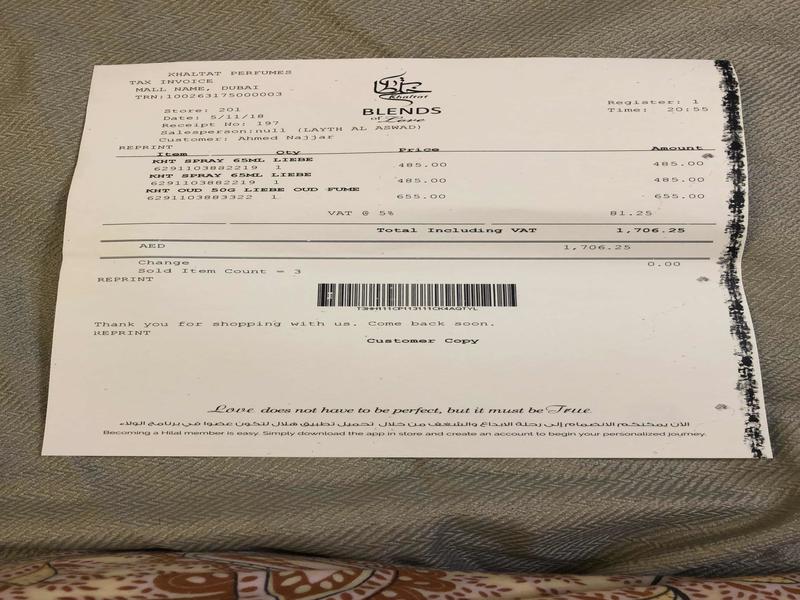 KHALTAT PERFUMES
TAX INVOICE
MALL NAME, DUBAI
TRN:100263175000003
خلطات
Khaltat
BLENDS
of Love
Store: 201
Date: 5/11/18
Receipt No: 197
Salesperson:null (LAYTH AL ASWAD)
Customer: Ahmed Najjar
Register: 1
Time: 20:55
REPRINT
Item Qty Price Amount
KHT SPRAY 65ML LIEBE
6291103882219 1 485.00 485.00
KHT SPRAY 65ML LIEBE
6291103882219 1 485.00 485.00
KHT OUD 50G LIEBE OUD FUME
6291103883322 1 655.00 655.00
VAT @ 5% 81.25
Total Including VAT 1,706.25
AED 1,706.25
Change 0.00
Sold Item Count = 3
REPRINT
T3HH111CP113111CK4AQTYL
Thank you for shopping with us. Come back soon.
REPRINT
Customer Copy
Love does not have to be perfect, but it must be True
الآن يمكنكم الانضمام إلى رحلة الابداع والشغف من خلال تحميل تطبيق هلال لتكون عضوا في برنامج الولاء
Becoming a Hilal member is easy. Simply download the app in store and create an account to begin your personalized journey.